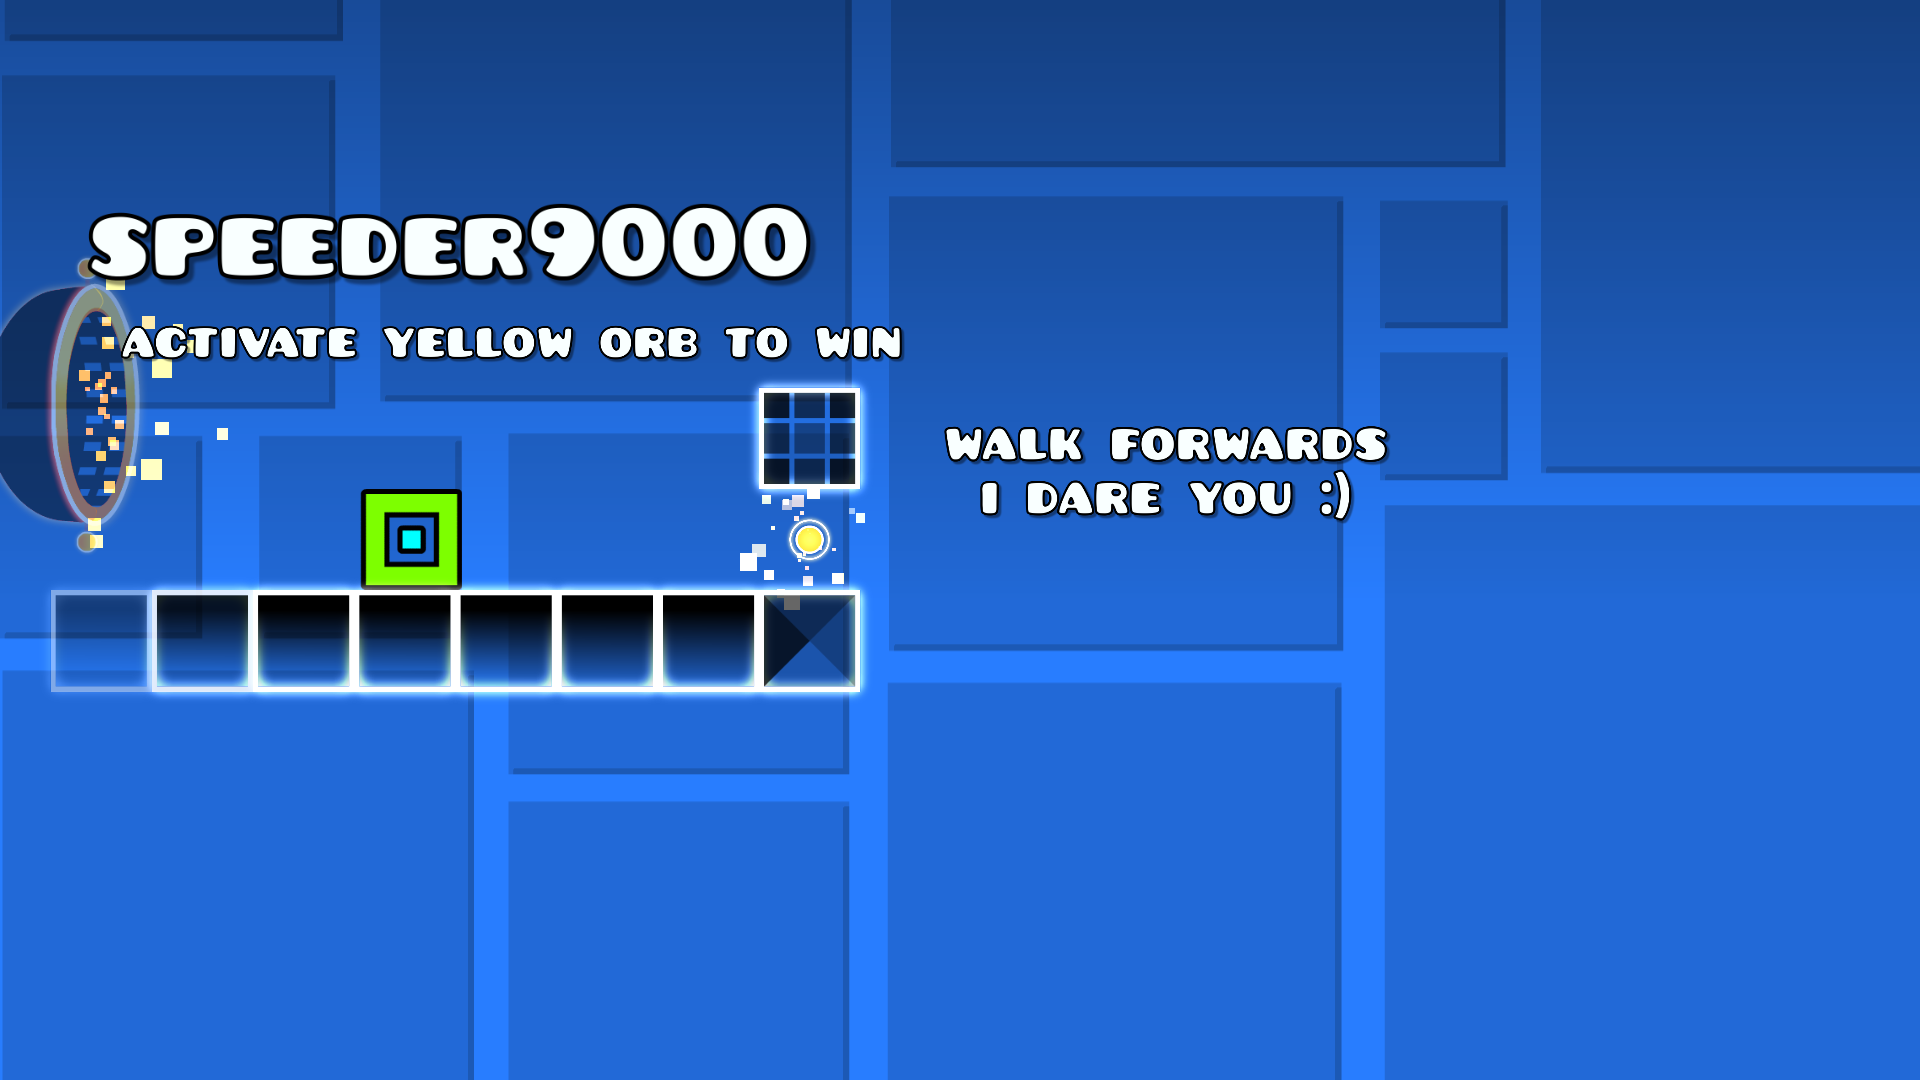 SPEEDER9000
ACTIVATE YELLOW ORB TO WIN
WALK FORWARDS
I DARE YOU :)